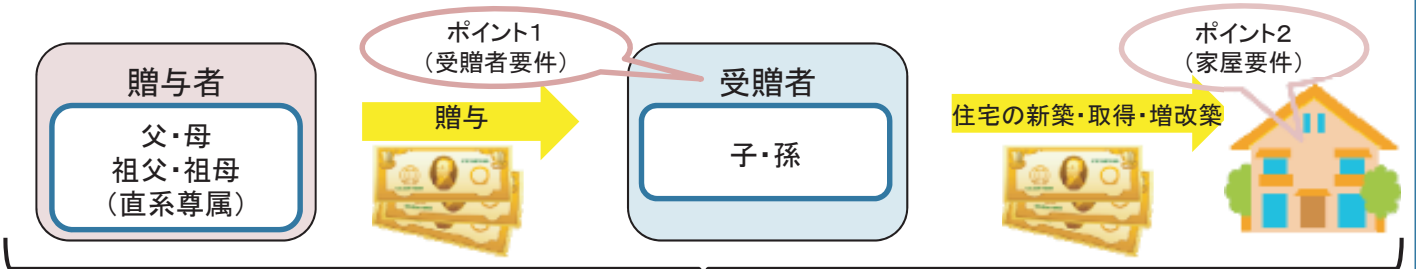 ポイント1
（受贈者要件）
ポイント2
（家屋要件）
贈与者
父・母
祖父・祖母
（直系尊属）
贈与
受贈者
子・孫
住宅の新築・取得・増改築